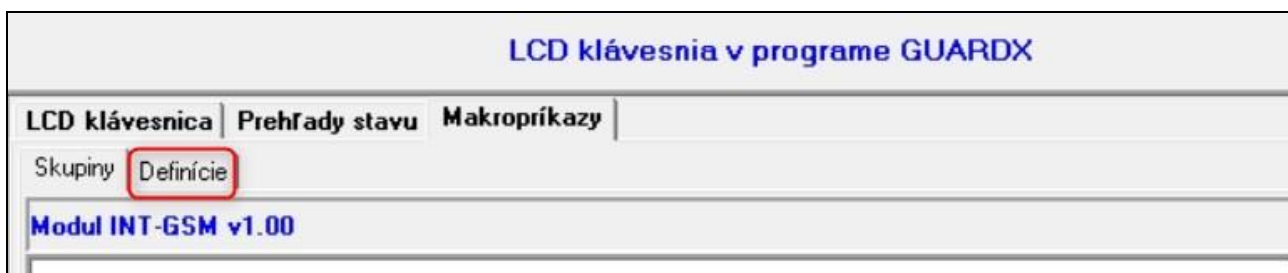 LCD klávesnia v programe GUARDX
LCD klávesnica Prehľady stavu Makropríkazy
Skupiny Definície
Modul INT-GSM v1.00